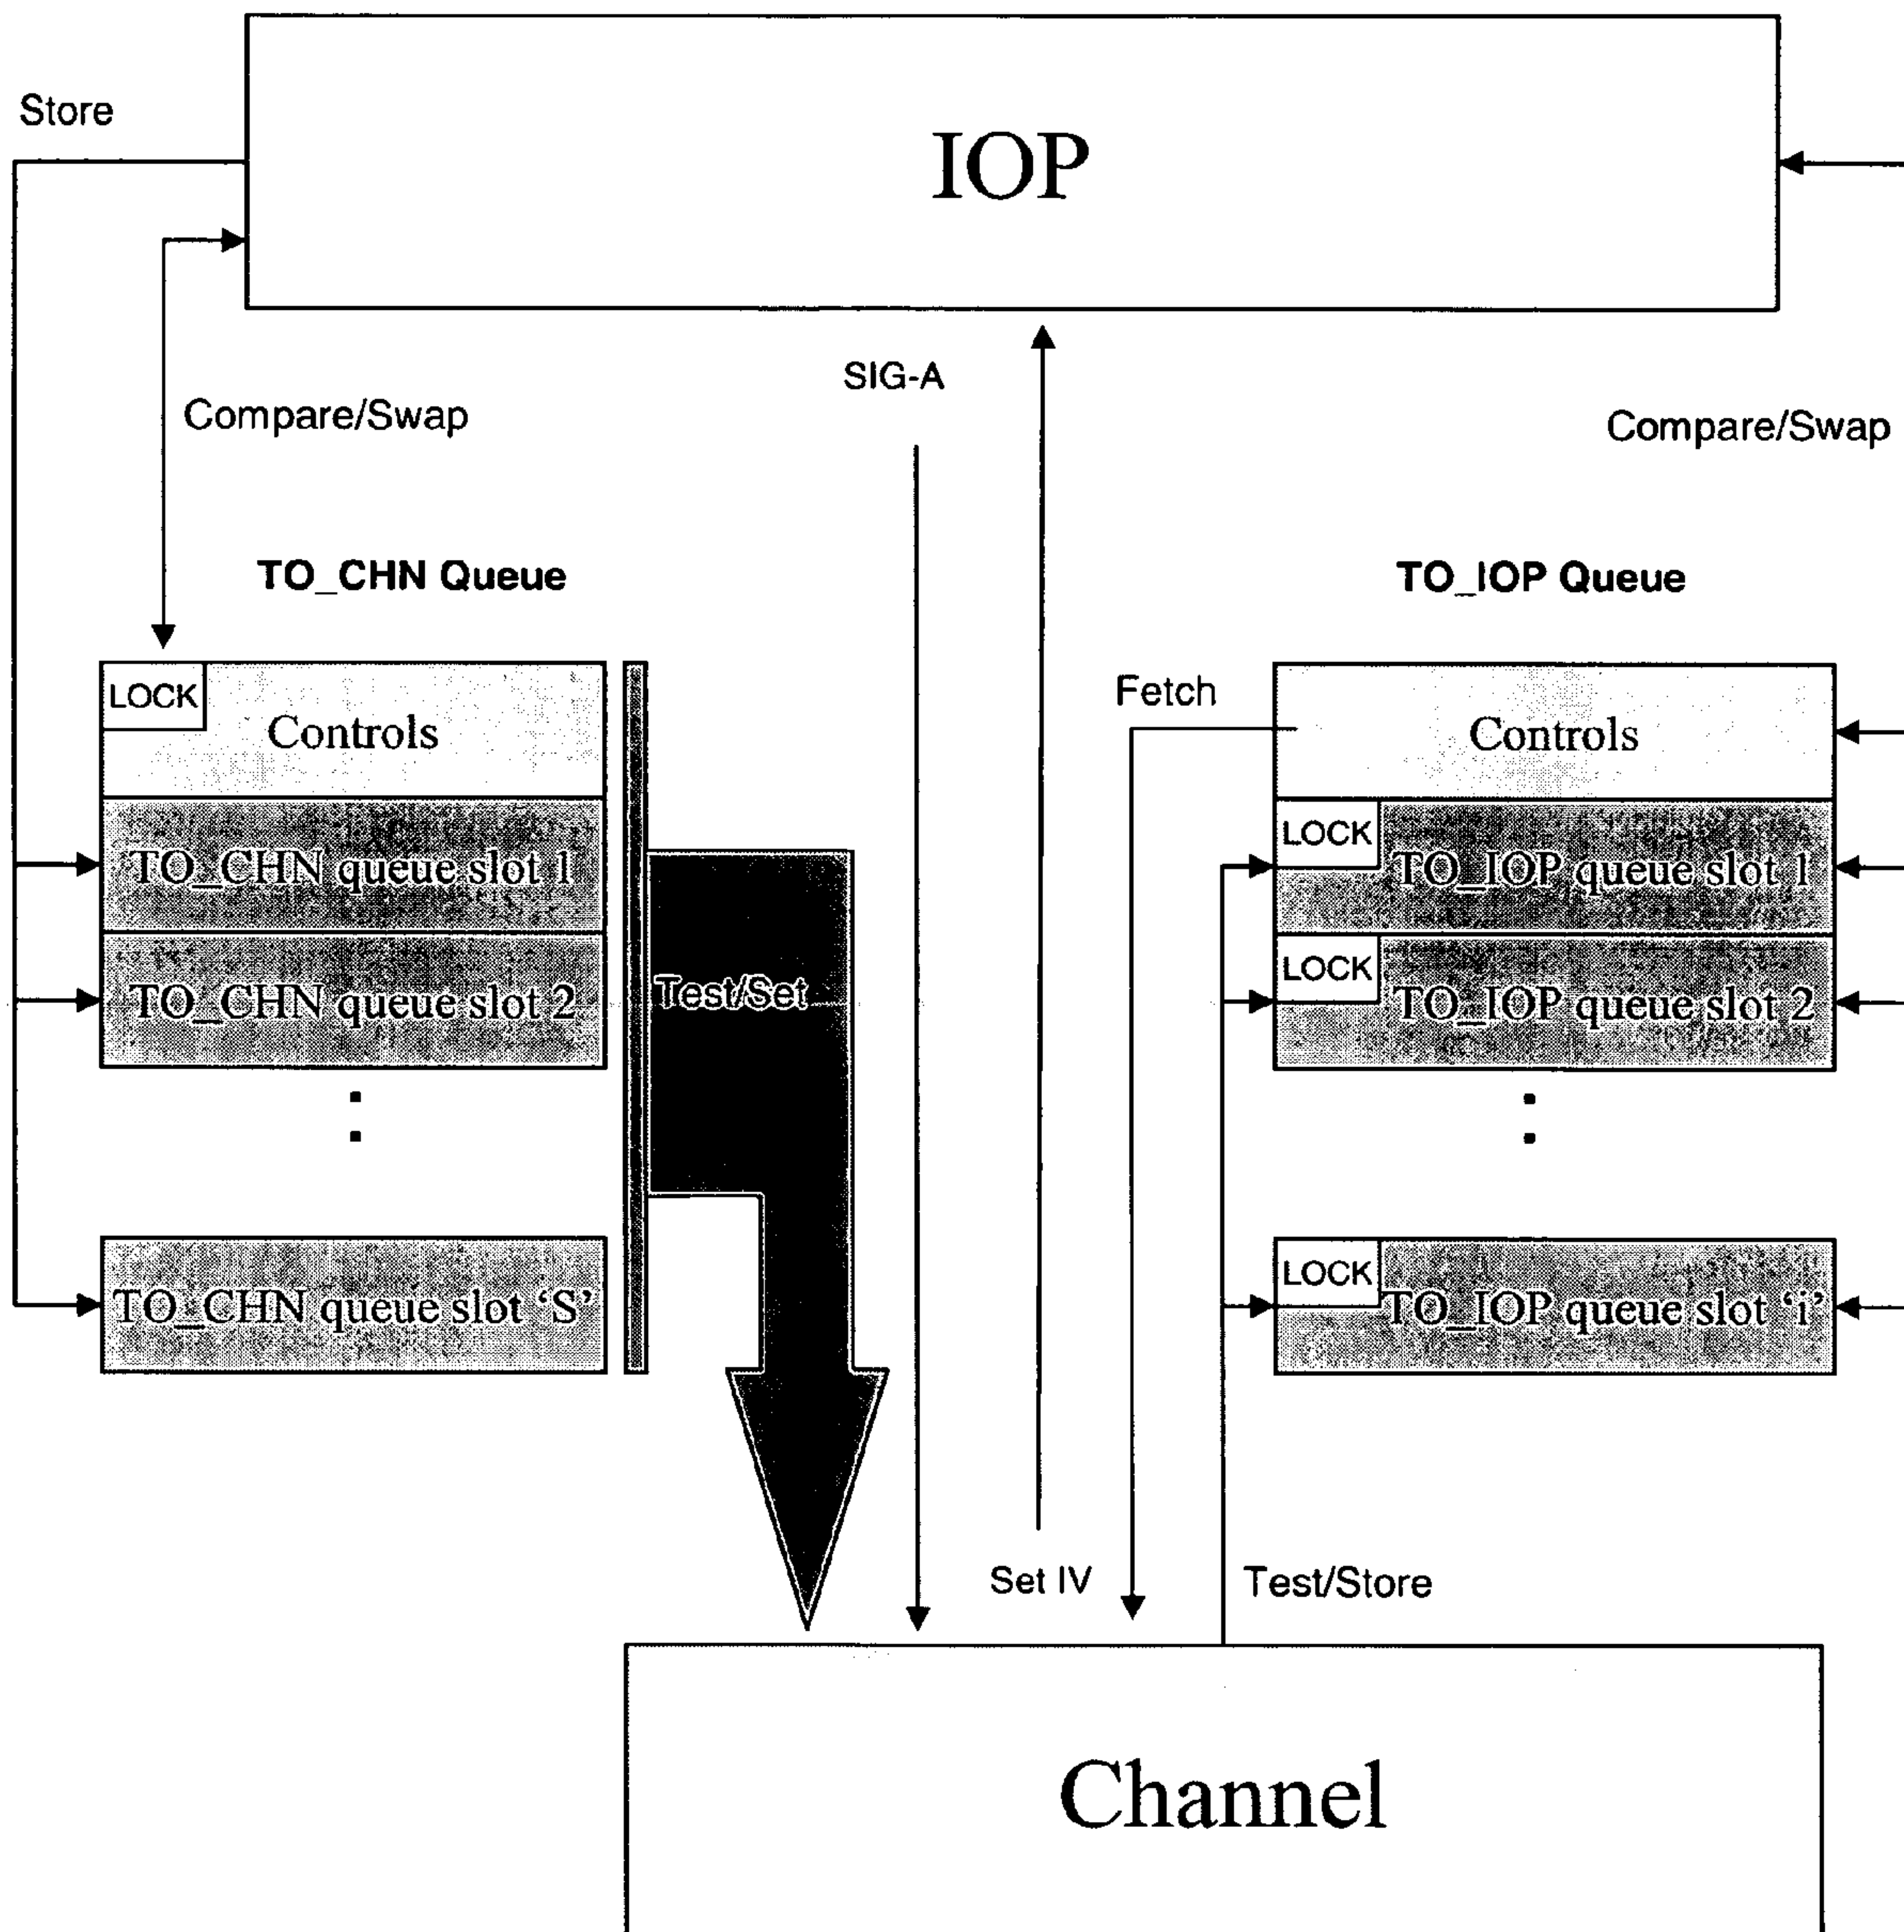 IOP
Store
SIG-A
Compare/Swap
Compare/Swap
TO_CHN Queue
TO_IOP Queue
LOCK
Controls
TO_CHN queue slot 1
TO_CHN queue slot 2
:
TO_CHN queue slot ‘S’
Test/Set
Fetch
Controls
LOCK
TO_IOP queue slot 1
LOCK
TO_IOP queue slot 2
:
LOCK
TO_IOP queue slot ‘i’
Set IV
Test/Store
Channel